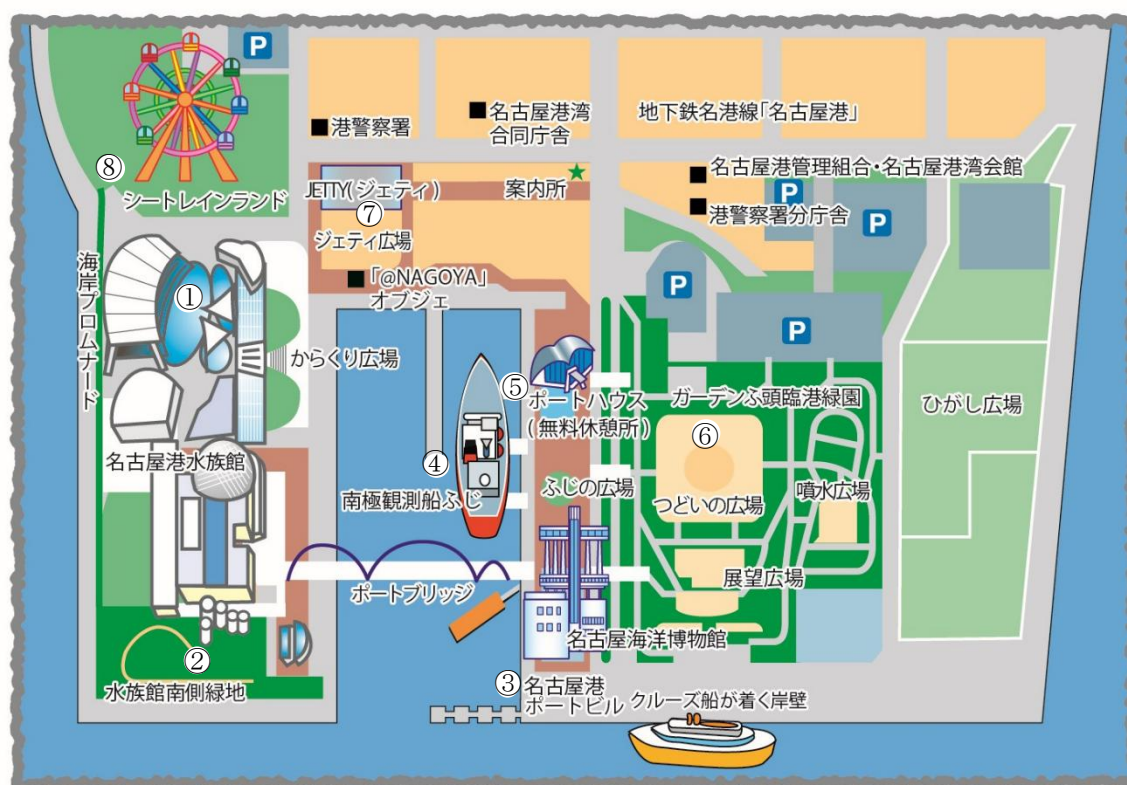 P
■港警察署
■名古屋港湾
合同庁舎
地下鉄名港線「名古屋港」
⑧
シートレインランド
JETTY(ジェティ)
⑦
ジェティ広場
案内所
■名古屋港管理組合・名古屋港湾会館
■港警察署分庁舎
P
P
P
P
■「@NAGOYA」
オブジェ
海岸プロムナード
①
からくり広場
⑤
ポートハウス
(無料休憩所)
ガーデンふ頭臨港緑園
ひがし広場
⑥
つどいの広場
噴水広場
名古屋港水族館
④
南極観測船ふじ
ふじの広場
展望広場
ポートブリッジ
名古屋海洋博物館
②
水族館南側緑地
③
名古屋港
ポートビル
クルーズ船が着く岸壁